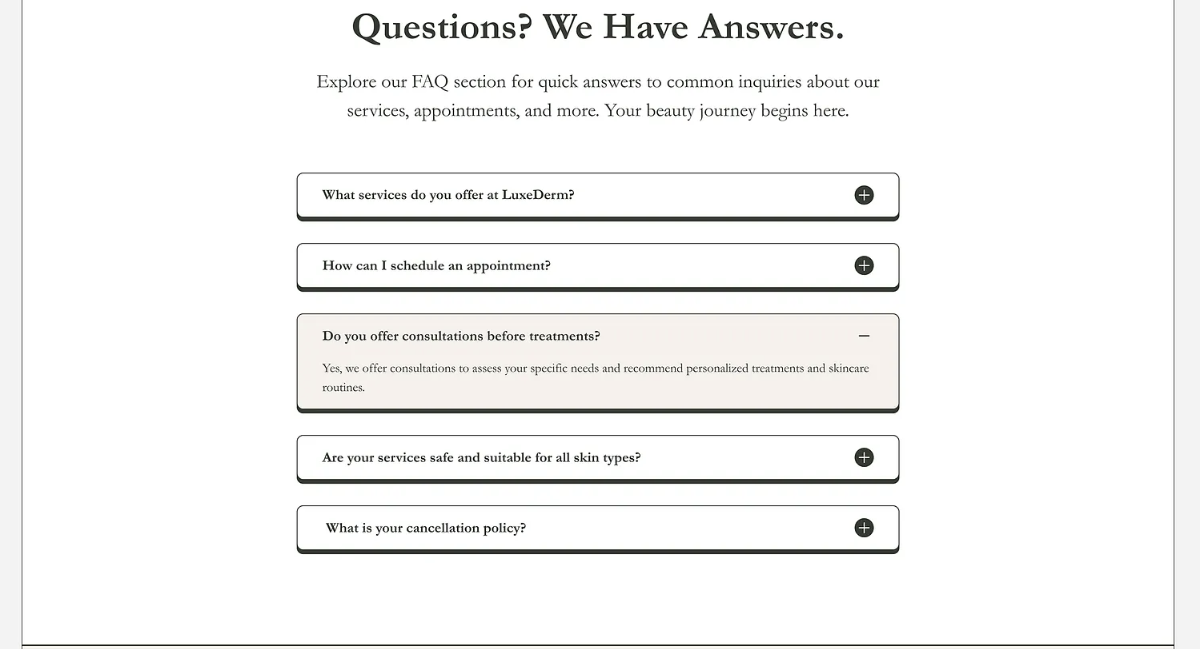 Questions? We Have Answers.
Explore our FAQ section for quick answers to common inquiries about our
services, appointments, and more. Your beauty journey begins here.
What services do you offer at LuxeDerm?
How can I schedule an appointment?
Do you offer consultations before treatments?
Yes, we offer consultations to assess your specific needs and recommend personalized treatments and skincare
routines.
Are your services safe and suitable for all skin types?
What is your cancellation policy?